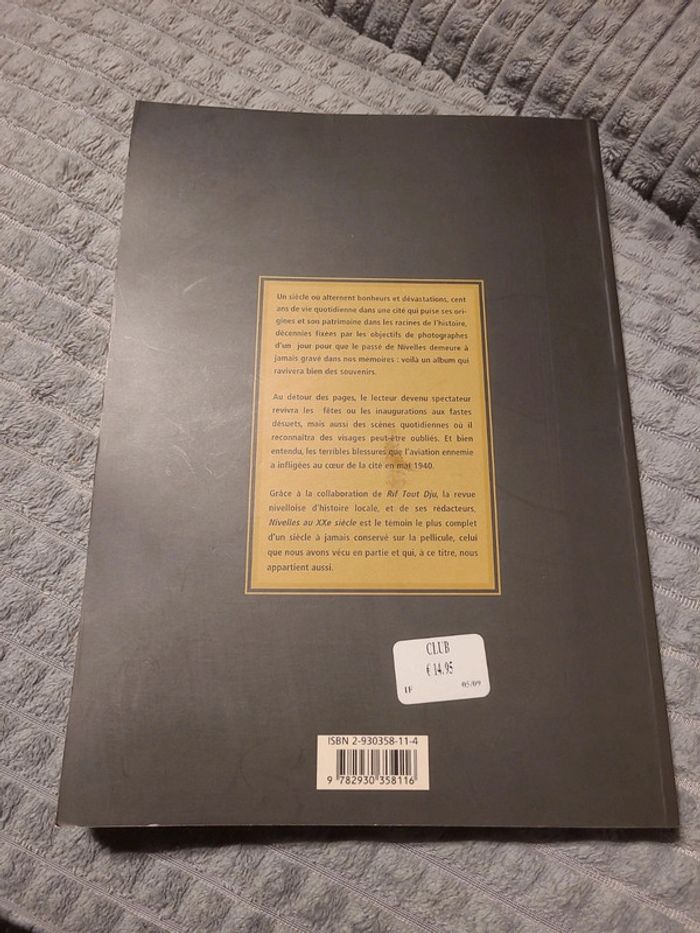 Un siècle où alternent bonheurs et dévastations, cent
ans de vie quotidienne dans une cité qui puise ses ori-
gines et son patrimoine dans les racines de l'histoire,
décennies fixées par les objectifs de photographes
d'un jour pour que le passé de Nivelles demeure à
jamais gravé dans nos mémoires : voilà un album qui
ravivera bien des souvenirs.
Au détour des pages, le lecteur devenu spectateur
revivra les fêtes ou les inaugurations aux fastes
désuets, mais aussi des scènes quotidiennes où il
reconnaîtra des visages peut-être oubliés. Et bien
entendu, les terribles blessures que l'aviation ennemie
a infligées au cœur de la cité en mai 1940.
Grâce à la collaboration de Rif Tout Dju, la revue
nivelloise d'histoire locale, et de ses rédacteurs,
Nivelles au XXe siècle est le témoin le plus complet
d'un siècle à jamais conservé sur la pellicule, celui
que nous avons vécu en partie et qui, à ce titre, nous
appartient aussi.
CLUB
€ 14.95
IF 05/09
ISBN 2-930358-11-4
9 782930 358116